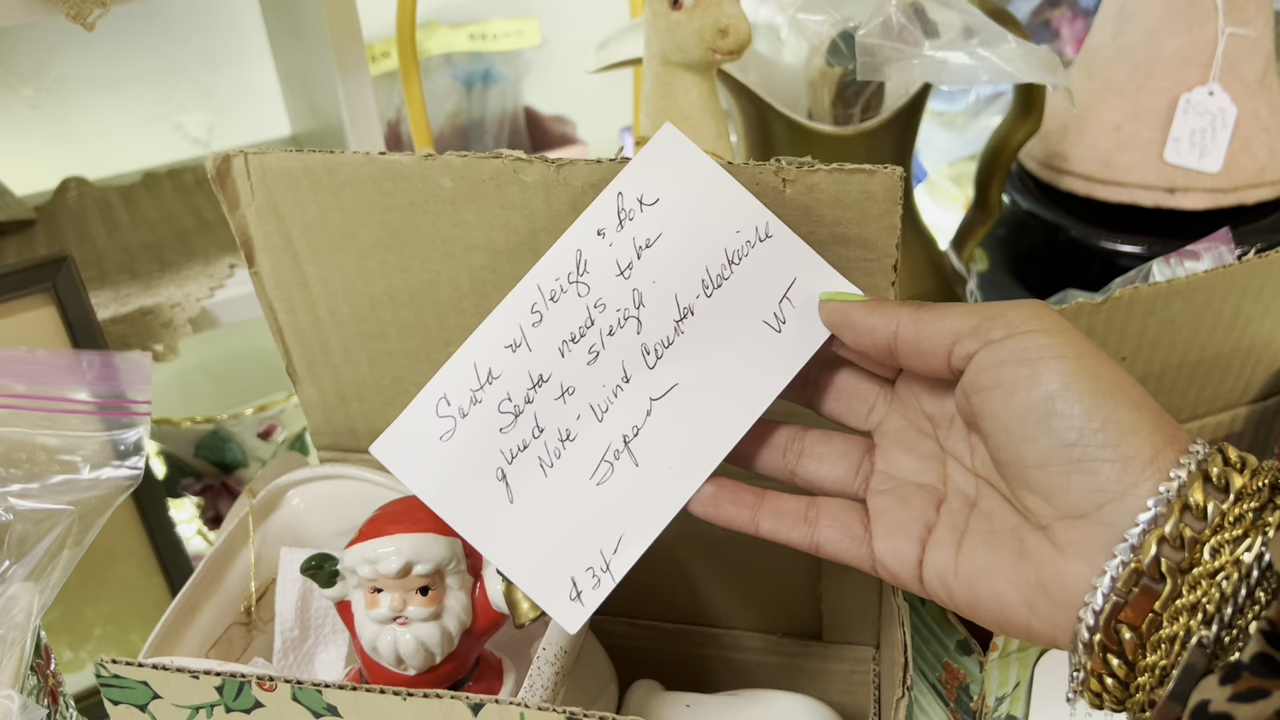 Santa w/ sleigh & Box
Santa needs to be
glued to sleigh.
Note - Wind Counter-Clockwise
Japan
WT
$34-